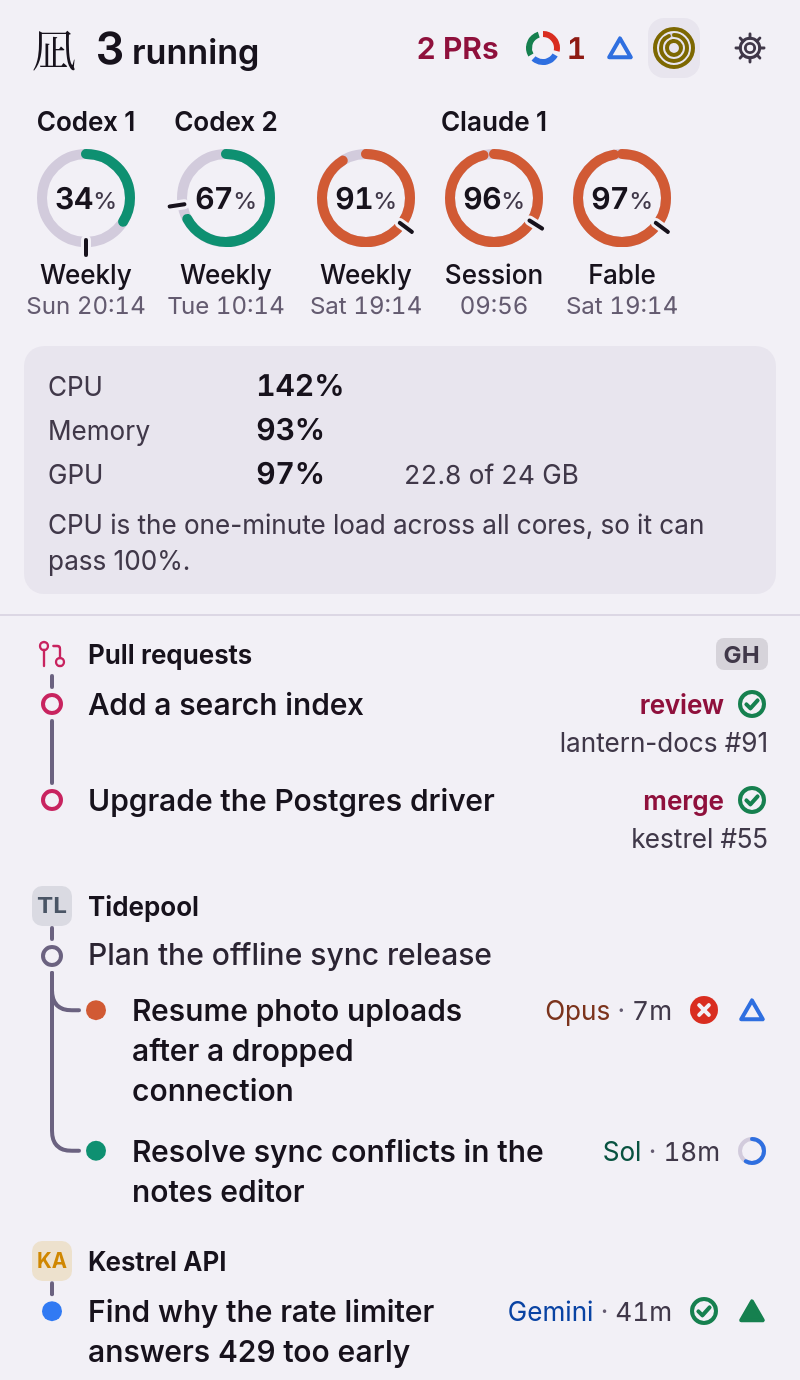 凪 3 running 2 PRs 1
Codex 1 Codex 2 Claude 1
34% 67% 91% 96% 97%
Weekly Weekly Weekly Session Fable
Sun 20:14 Tue 10:14 Sat 19:14 09:56 Sat 19:14
CPU 142%
Memory 93%
GPU 97% 22.8 of 24 GB
CPU is the one-minute load across all cores, so it can
pass 100%.
Pull requests GH
Add a search index review
lantern-docs #91
Upgrade the Postgres driver merge
kestrel #55
TL Tidepool
Plan the offline sync release
Resume photo uploads Opus · 7m
after a dropped
connection
Resolve sync conflicts in the Sol · 18m
notes editor
KA Kestrel API
Find why the rate limiter Gemini · 41m
answers 429 too early